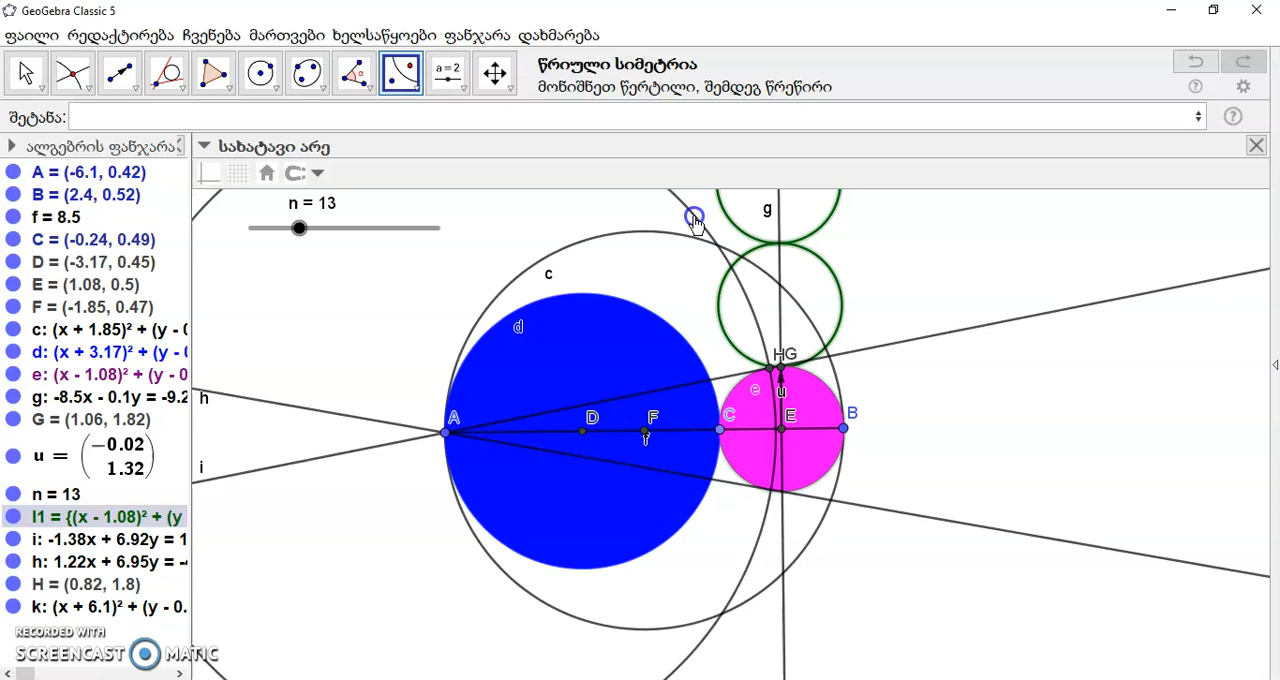 GeoGebra Classic 5
ფაილი რედაქტირება ჩვენება მართვები ხელსაწყოები ფანჯარა დახმარება
α
a=2
წრიული სიმეტრია
მონიშნეთ წერტილი, შემდეგ წრეწირი
შეტანა:
ალგებრის ფანჯარა
სახატავი არე
A = (-6.1, 0.42)
B = (2.4, 0.52)
f = 8.5
C = (-0.24, 0.49)
D = (-3.17, 0.45)
E = (1.08, 0.5)
F = (-1.85, 0.47)
c: (x + 1.85)² + (y - 0
d: (x + 3.17)² + (y - 0
e: (x - 1.08)² + (y - 0
g: -8.5x - 0.1y = -9.2
G = (1.06, 1.82)
u = (−0.02
1.32)
n = 13
l1 = {(x - 1.08)² + (y
i: -1.38x + 6.92y = 1
h: 1.22x + 6.95y = -
H = (0.82, 1.8)
k: (x + 6.1)² + (y - 0.
RECORDED WITH
SCREENCAST MATIC
n = 13
g
c
d
HG
e
u
h
A
D
F
C
E
B
f
i